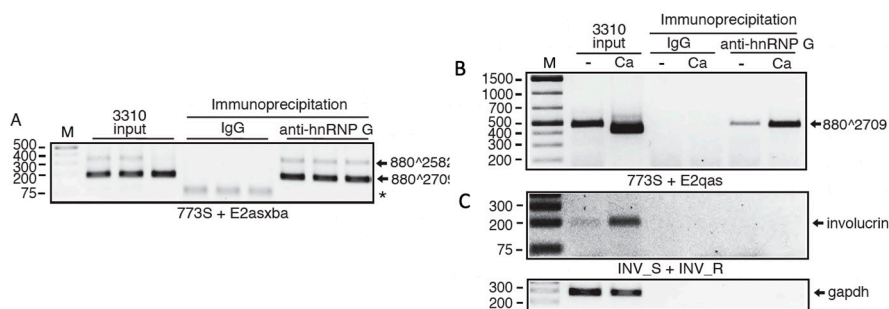 A
M
3310
input
Immunoprecipitation
IgG
anti-hnRNP G
500
400
300
200
75
880^2582
880^2709
*
773S + E2asxba
B
M
3310
input
Immunoprecipitation
IgG
anti-hnRNP G
- Ca - Ca - Ca
1500
1000
700
500
400
300
200
880^2709
773S + E2qas
C
300
200
75
involucrin
INV_S + INV_R
300
200
gapdh